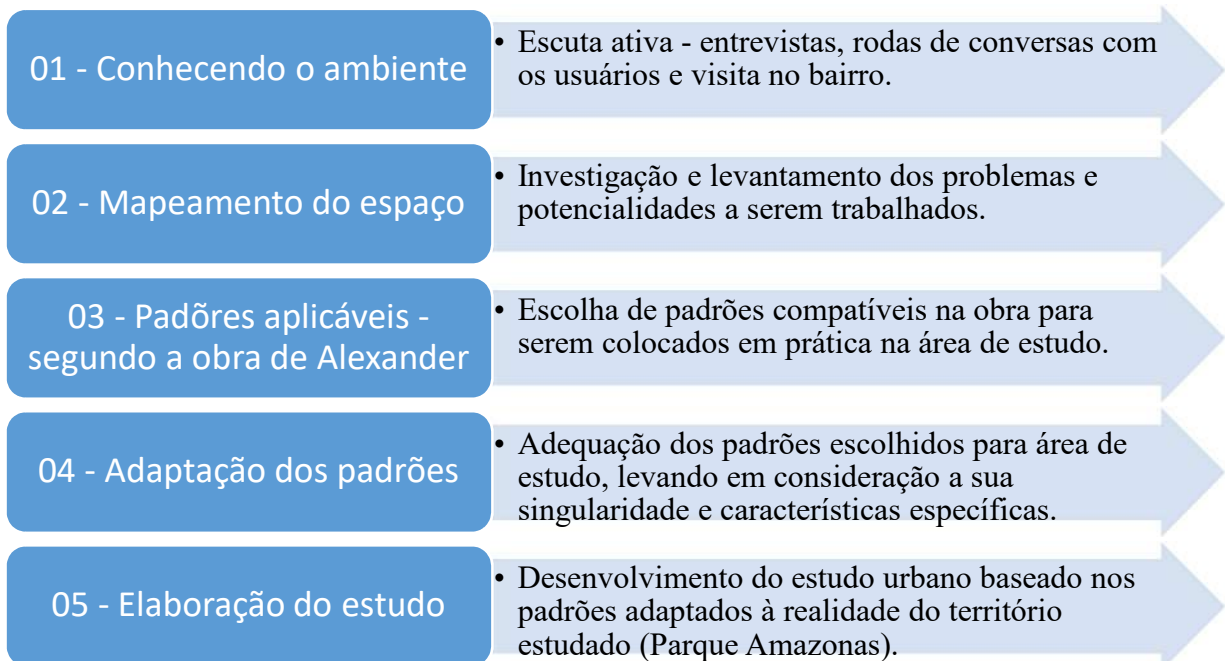 01 - Conhecendo o ambiente
• Escuta ativa - entrevistas, rodas de conversas com
os usuários e visita no bairro.
02 - Mapeamento do espaço
• Investigação e levantamento dos problemas e
potencialidades a serem trabalhados.
03 - Padõres aplicáveis -
segundo a obra de Alexander
• Escolha de padrões compatíveis na obra para
serem colocados em prática na área de estudo.
04 - Adaptação dos padrões
• Adequação dos padrões escolhidos para área de
estudo, levando em consideração a sua
singularidade e características específicas.
05 - Elaboração do estudo
• Desenvolvimento do estudo urbano baseado nos
padrões adaptados à realidade do território
estudado (Parque Amazonas).